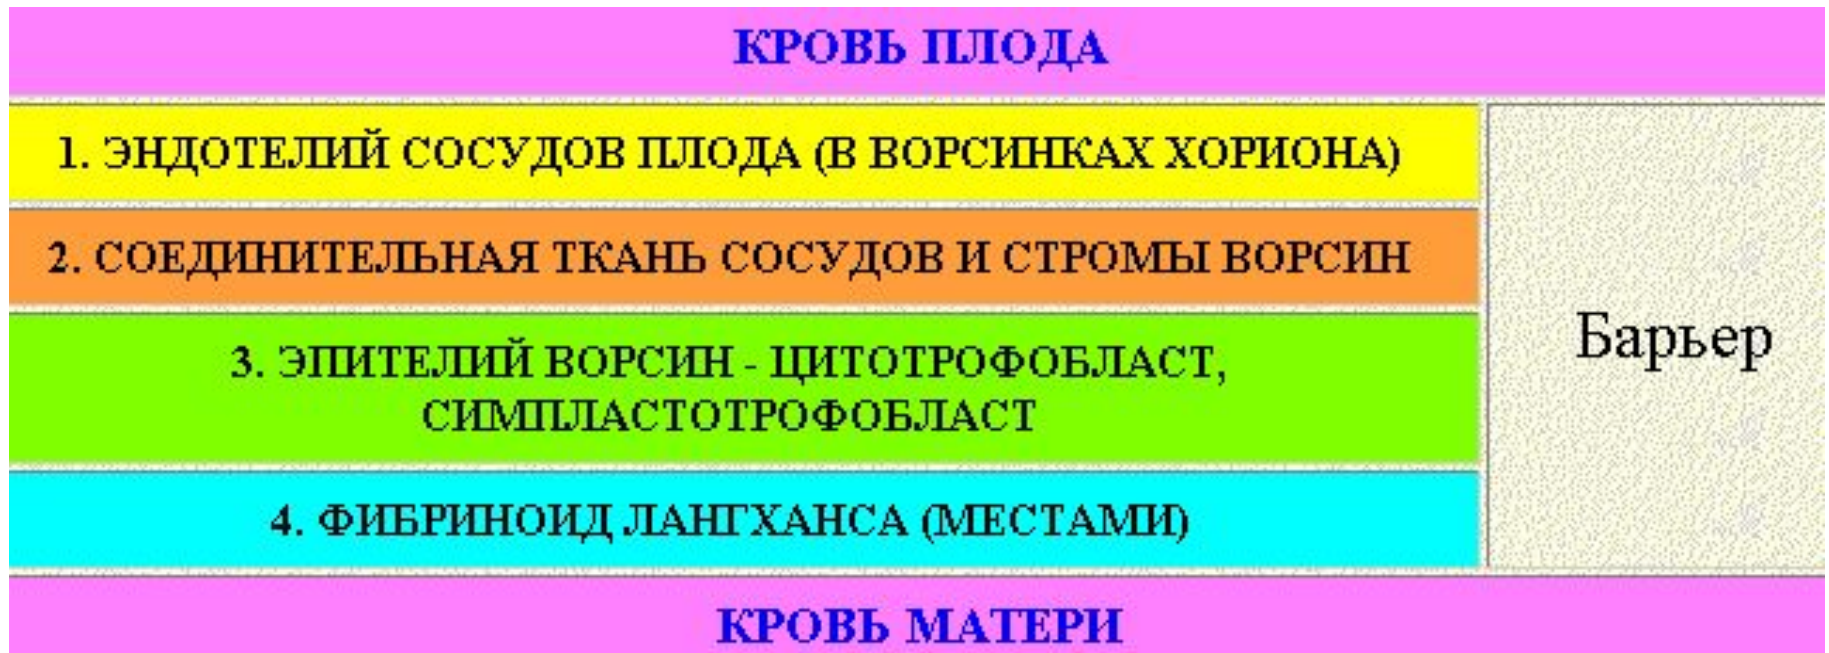 КРОВЬ ПЛОДА
1. ЭНДОТЕЛИЙ СОСУДОВ ПЛОДА (В ВОРСИНКАХ ХОРИОНА)
2. СОЕДИНИТЕЛЬНАЯ ТКАНЬ СОСУДОВ И СТРОМЫ ВОРСИН
3. ЭПИТЕЛИЙ ВОРСИН - ЦИТОТРОФОБЛАСТ,
СИМПЛАСТОТРОФОБЛАСТ
4. ФИБРИНОИД ЛАНГХАНСА (МЕСТАМИ)
Барьер
КРОВЬ МАТЕРИ